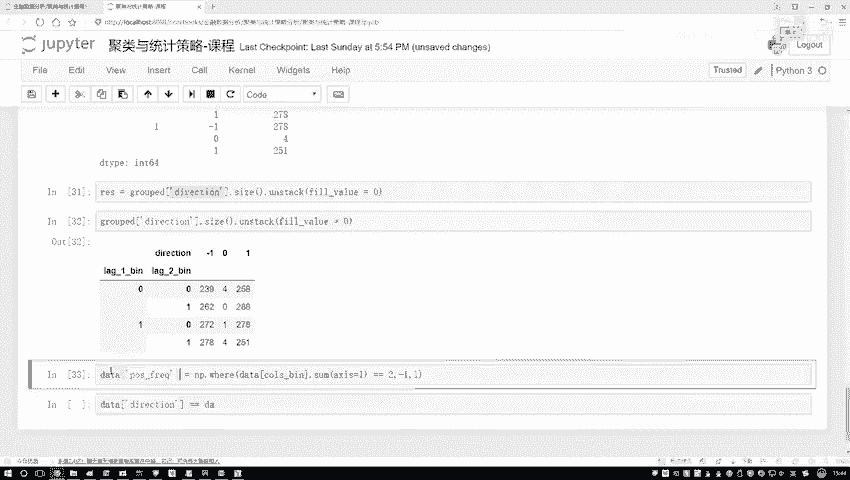 http://localhost:8888/
jupyter 聚类与统计策略-课程 Last Checkpoint: Last Sunday at 5:54 PM (unsaved changes)
Logout
File Edit View Insert Cell Kernel Widgets Help
Trusted Python 3
Code
1 278
1 -1 278
0 4
1 251
dtype: int64
In [31]: res = grouped['direction'].size().unstack(fill_value = 0)
In [32]: grouped['direction'].size().unstack(fill_value = 0)
Out[32]:
direction -1 0 1
lag_1_bin lag_2_bin
0 0 239 4 258
1 262 0 288
1 0 272 1 278
1 278 4 251
In [33]: data['pos_freq'] = np.where(data[cols_bin].sum(axis=1) == 2,-1,1)
In [ ]: data['direction'] == da
15:44